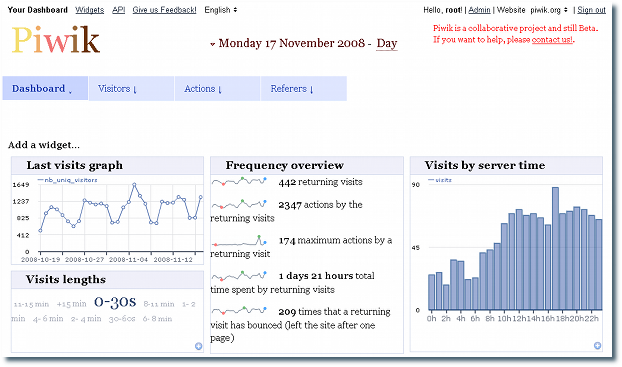 Your Dashboard Widgets API Give us Feedback! English
Hello, root! | Admin | Website piwik.org | Sign out
Piwik
Monday 17 November 2008 - Day
Piwik is a collaborative project and still Beta.
If you want to help, please contact us!.
Dashboard ↓ Visitors ↓ Actions ↓ Referers ↓
Add a widget...
Last visits graph
nb_uniq_visitors
1649
1237
825
412
0
2008-10-19 2008-10-27 2008-11-04 2008-11-12
Visits lengths
11-15 min +15 min 0-30s 8-11 min 1- 2
min 4- 6 min 2- 4 min 30-60s 6- 8 min
Frequency overview
442 returning visits
2347 actions by the
returning visit
174 maximum actions by a
returning visit
1 days 21 hours total
time spent by returning visits
209 times that a returning
visit has bounced (left the site after one
page)
Visits by server time
visits
90
45
0
0h 2h 4h 6h 8h 10h 12h 14h 16h 18h 20h 22h